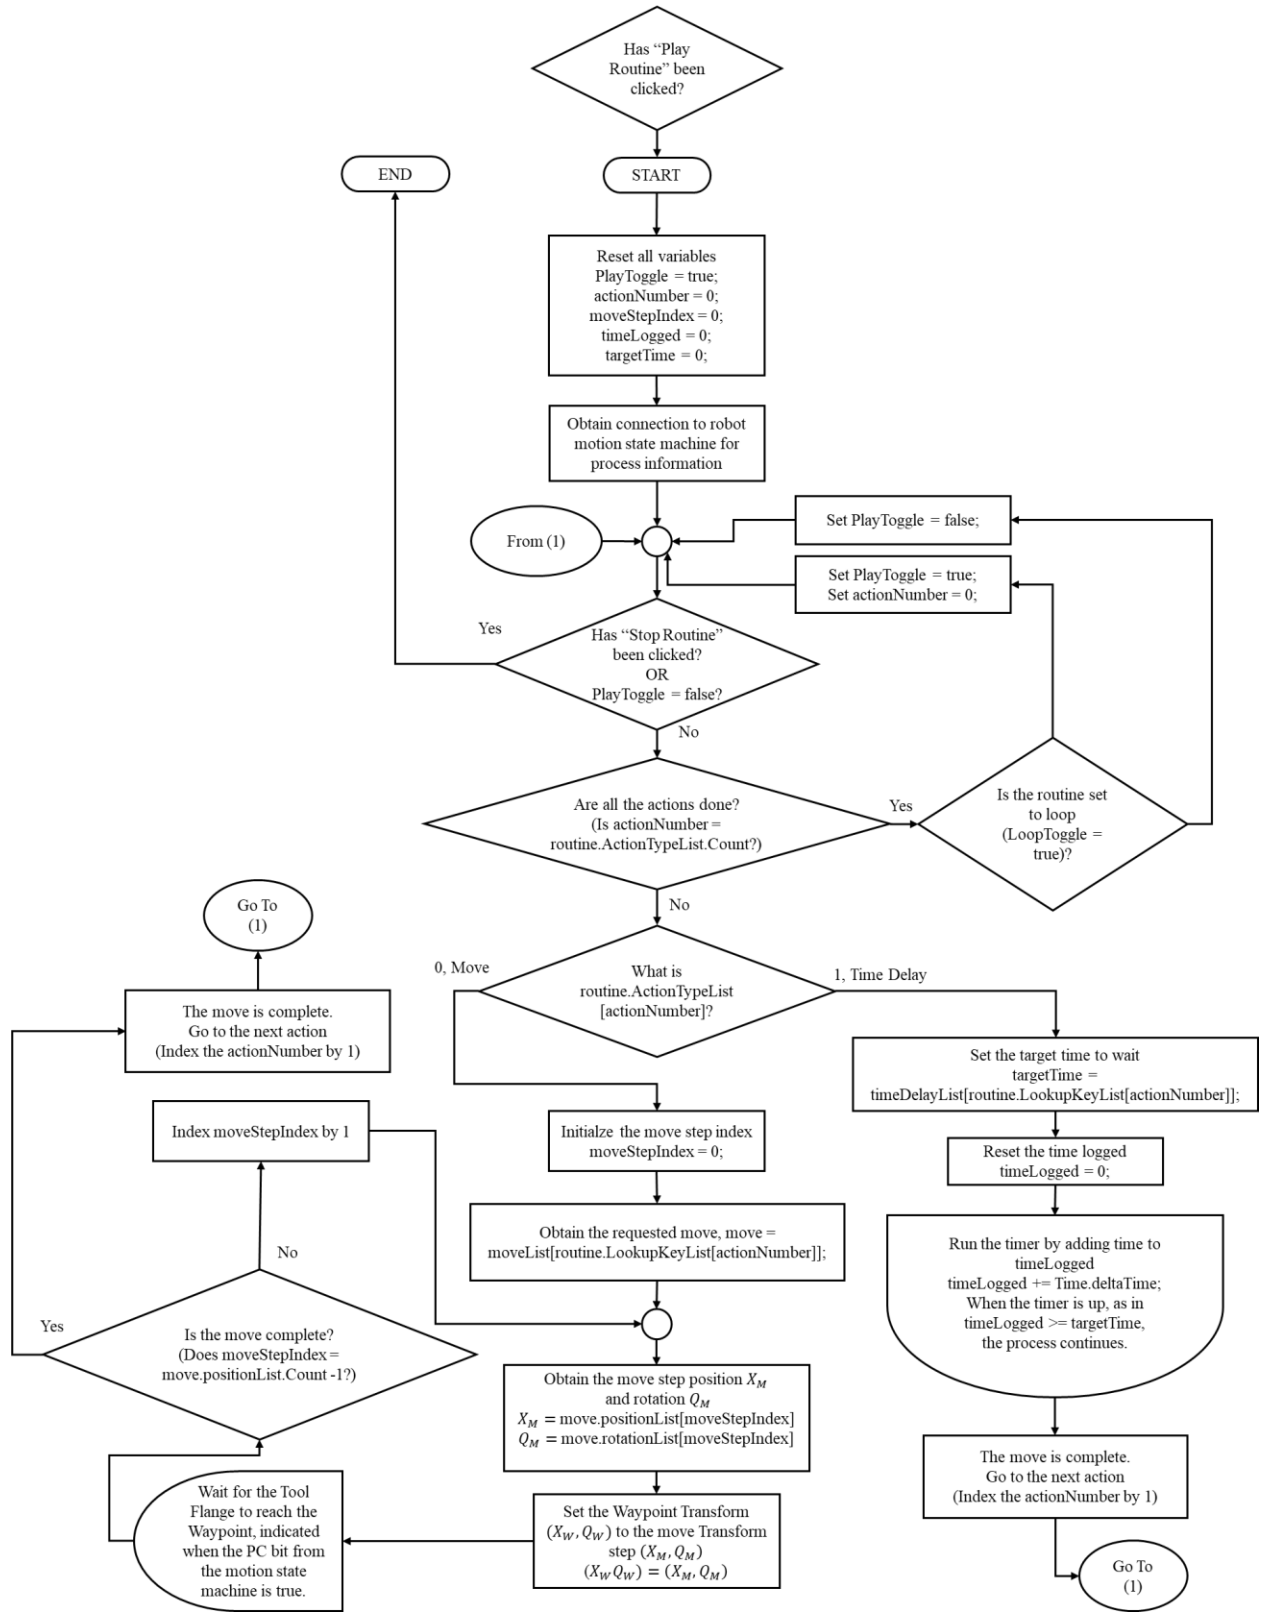 Has “Play
Routine” been
clicked?
END
START
Reset all variables
PlayToggle = true;
actionNumber = 0;
moveStepIndex = 0;
timeLogged = 0;
targetTime = 0;
Obtain connection to robot
motion state machine for
process information
From (1)
Set PlayToggle = false;
Set PlayToggle = true;
Set actionNumber = 0;
Yes
Has “Stop Routine”
been clicked?
OR
PlayToggle = false?
No
Are all the actions done?
(Is actionNumber =
routine.ActionTypeList.Count?)
Yes
Is the routine set
to loop
(LoopToggle =
true)?
No
Go To
(1)
0, Move
What is
routine.ActionTypeList
[actionNumber]?
1, Time Delay
The move is complete.
Go to the next action
(Index the actionNumber by 1)
Set the target time to wait
targetTime =
timeDelayList[routine.LookupKeyList[actionNumber]];
Index moveStepIndex by 1
Initialze the move step index
moveStepIndex = 0;
Reset the time logged
timeLogged = 0;
Obtain the requested move, move =
moveList[routine.LookupKeyList[actionNumber]];
No
Run the timer by adding time to
timeLogged
timeLogged += Time.deltaTime;
When the timer is up, as in
timeLogged >= targetTime,
the process continues.
Yes
Is the move complete?
(Does moveStepIndex =
move.positionList.Count -1?)
Obtain the move step position X_M
and rotation Q_M
X_M = move.positionList[moveStepIndex]
Q_M = move.rotationList[moveStepIndex]
The move is complete.
Go to the next action
(Index the actionNumber by 1)
Wait for the Tool
Flange to reach the
Waypoint, indicated
when the PC bit from
the motion state
machine is true.
Set the Waypoint Transform
(X_W, Q_W) to the move Transform
step (X_M, Q_M)
(X_W Q_W) = (X_M, Q_M)
Go To
(1)